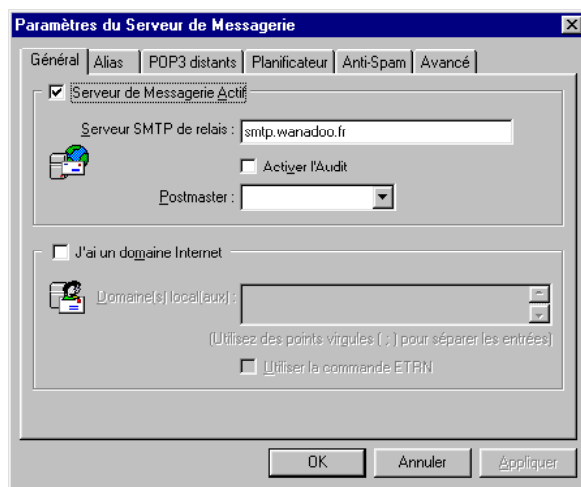 Paramètres du Serveur de Messagerie
Général Alias POP3 distants Planificateur Anti-Spam Avancé
Serveur de Messagerie Actif
Serveur SMTP de relais : smtp.wanadoo.fr
Activer l'Audit
Postmaster :
J'ai un domaine Internet
Domaine(s) local(aux) :
(Utilisez des points virgules ( ; ) pour séparer les entrées)
Utiliser la commande ETRN
OK Annuler Appliquer